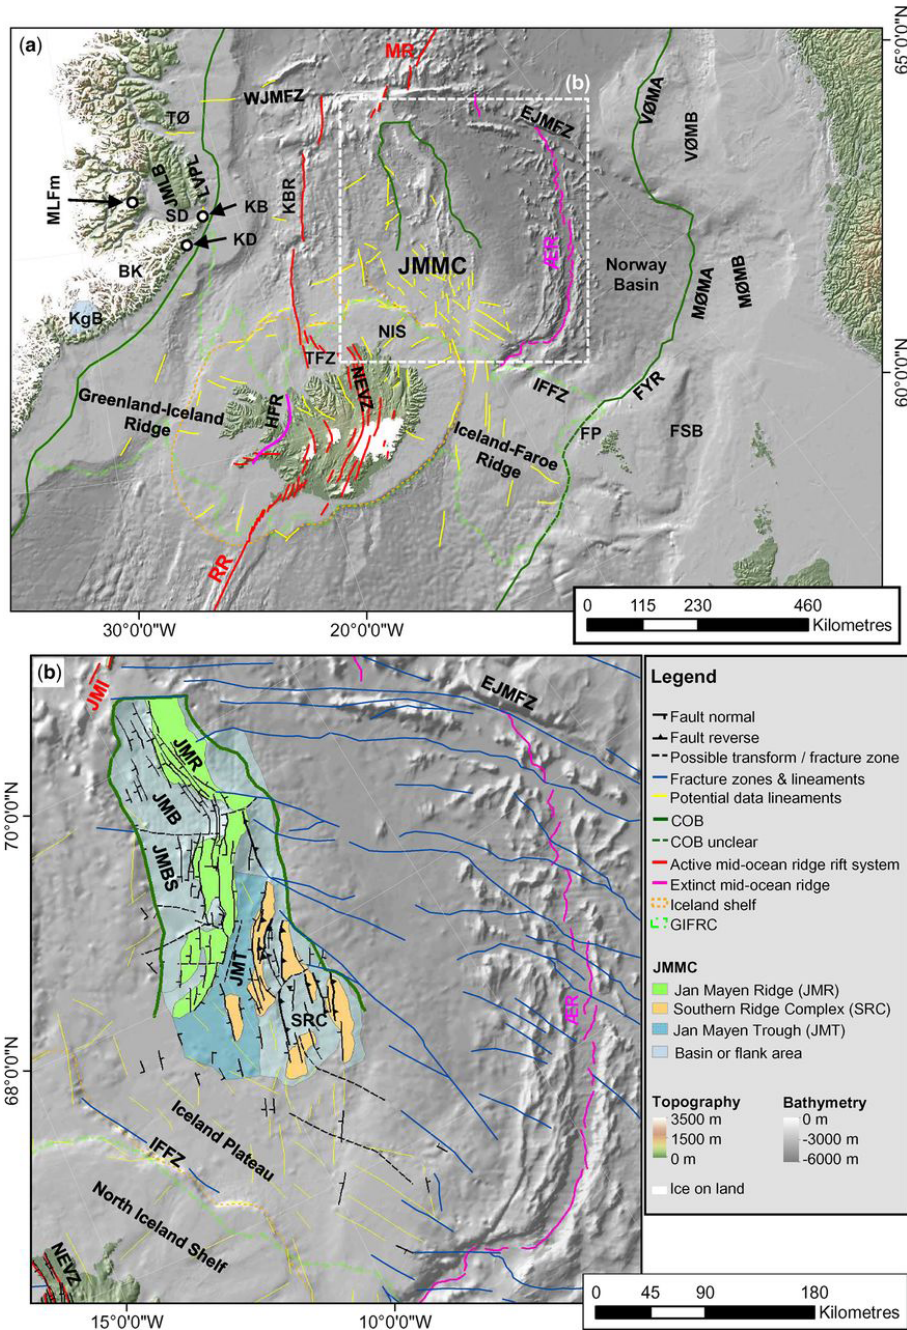 (a)
MR
65°0'0"N
(b)
WJMFZ
EJMFZ
VØMA
TØ
VØMB
LVPL
JMLB
MLFm
SD
KB
KBR
KD
ÆR
JMMC
BK
Norway
Basin
MØMA
MØMB
KgB
NIS
TFZ
60°0'0"N
NEVZ
IFFZ
FYR
Greenland-Iceland
Ridge
HFR
Iceland-Faroe
Ridge
FP
FSB
RR
0 115 230 460
Kilometres
30°0'0"W
20°0'0"W
(b)
JMI
EJMFZ
JMR
JMB
70°0'0"N
JMBS
JMT
ÆR
SRC
68°0'0"N
Iceland Plateau
IFFZ
North Iceland Shelf
NEVZ
15°0'0"W
10°0'0"W
Legend
Fault normal
Fault reverse
Possible transform / fracture zone
Fracture zones & lineaments
Potential data lineaments
COB
COB unclear
Active mid-ocean ridge rift system
Extinct mid-ocean ridge
Iceland shelf
GIFRC
JMMC
Jan Mayen Ridge (JMR)
Southern Ridge Complex (SRC)
Jan Mayen Trough (JMT)
Basin or flank area
Topography Bathymetry
3500 m 0 m
1500 m -3000 m
0 m -6000 m
Ice on land
0 45 90 180
Kilometres